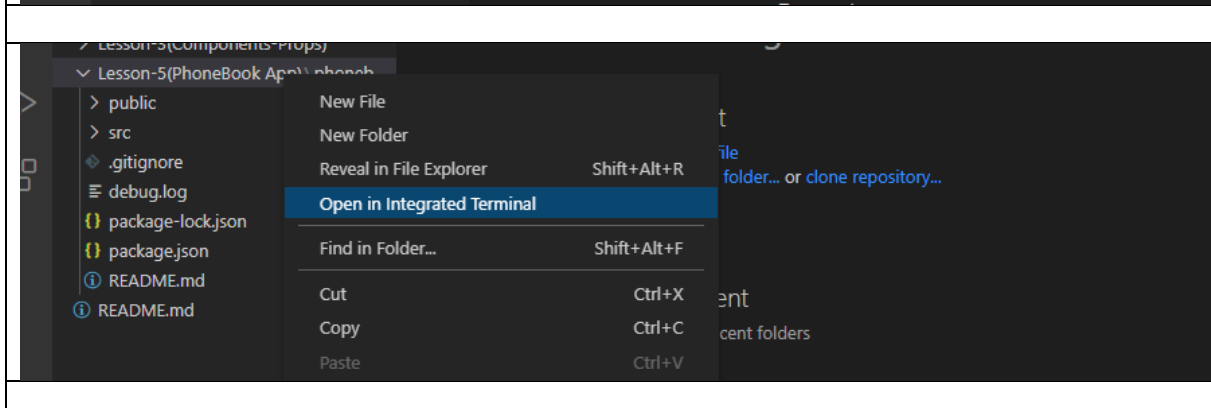 Lesson-3(Components-Props)
Lesson-5(PhoneBook App)\ phoneb
public
src
.gitignore
debug.log
package-lock.json
package.json
README.md
README.md
New File
New Folder
Reveal in File Explorer Shift+Alt+R
Open in Integrated Terminal
Find in Folder... Shift+Alt+F
Cut Ctrl+X
Copy Ctrl+C
Paste Ctrl+V
t
file
folder... or clone repository...
ent
cent folders